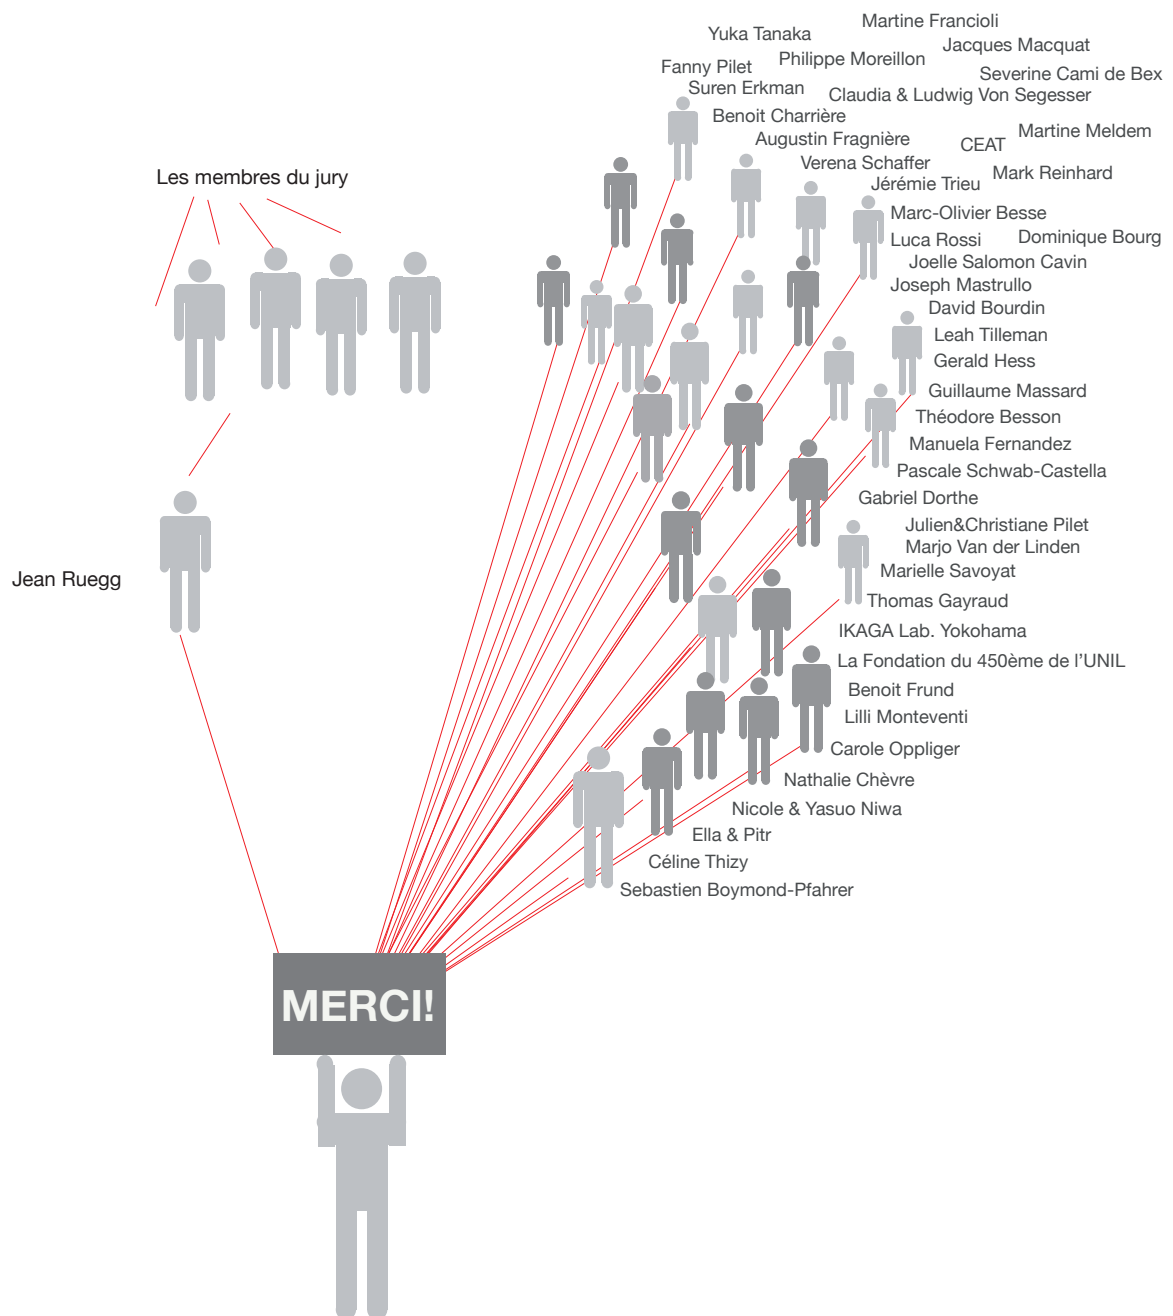 Martine Francioli
Yuka Tanaka
Jacques Macquat
Philippe Moreillon
Fanny Pilet
Severine Cami de Bex
Suren Erkman
Claudia & Ludwig Von Segesser
Benoit Charrière
Martine Meldem
Augustin Fragnière
CEAT
Verena Schaffer
Mark Reinhard
Les membres du jury
Jérémie Trieu
Marc-Olivier Besse
Luca Rossi
Dominique Bourg
Joelle Salomon Cavin
Joseph Mastrullo
David Bourdin
Leah Tilleman
Gerald Hess
Guillaume Massard
Théodore Besson
Manuela Fernandez
Pascale Schwab-Castella
Gabriel Dorthe
Julien&Christiane Pilet
Marjo Van der Linden
Marielle Savoyat
Jean Ruegg
Thomas Gayraud
IKAGA Lab. Yokohama
La Fondation du 450ème de l’UNIL
Benoit Frund
Lilli Monteventi
Carole Oppliger
Nathalie Chèvre
Nicole & Yasuo Niwa
Ella & Pitr
Céline Thizy
Sebastien Boymond-Pfahrer
MERCI!